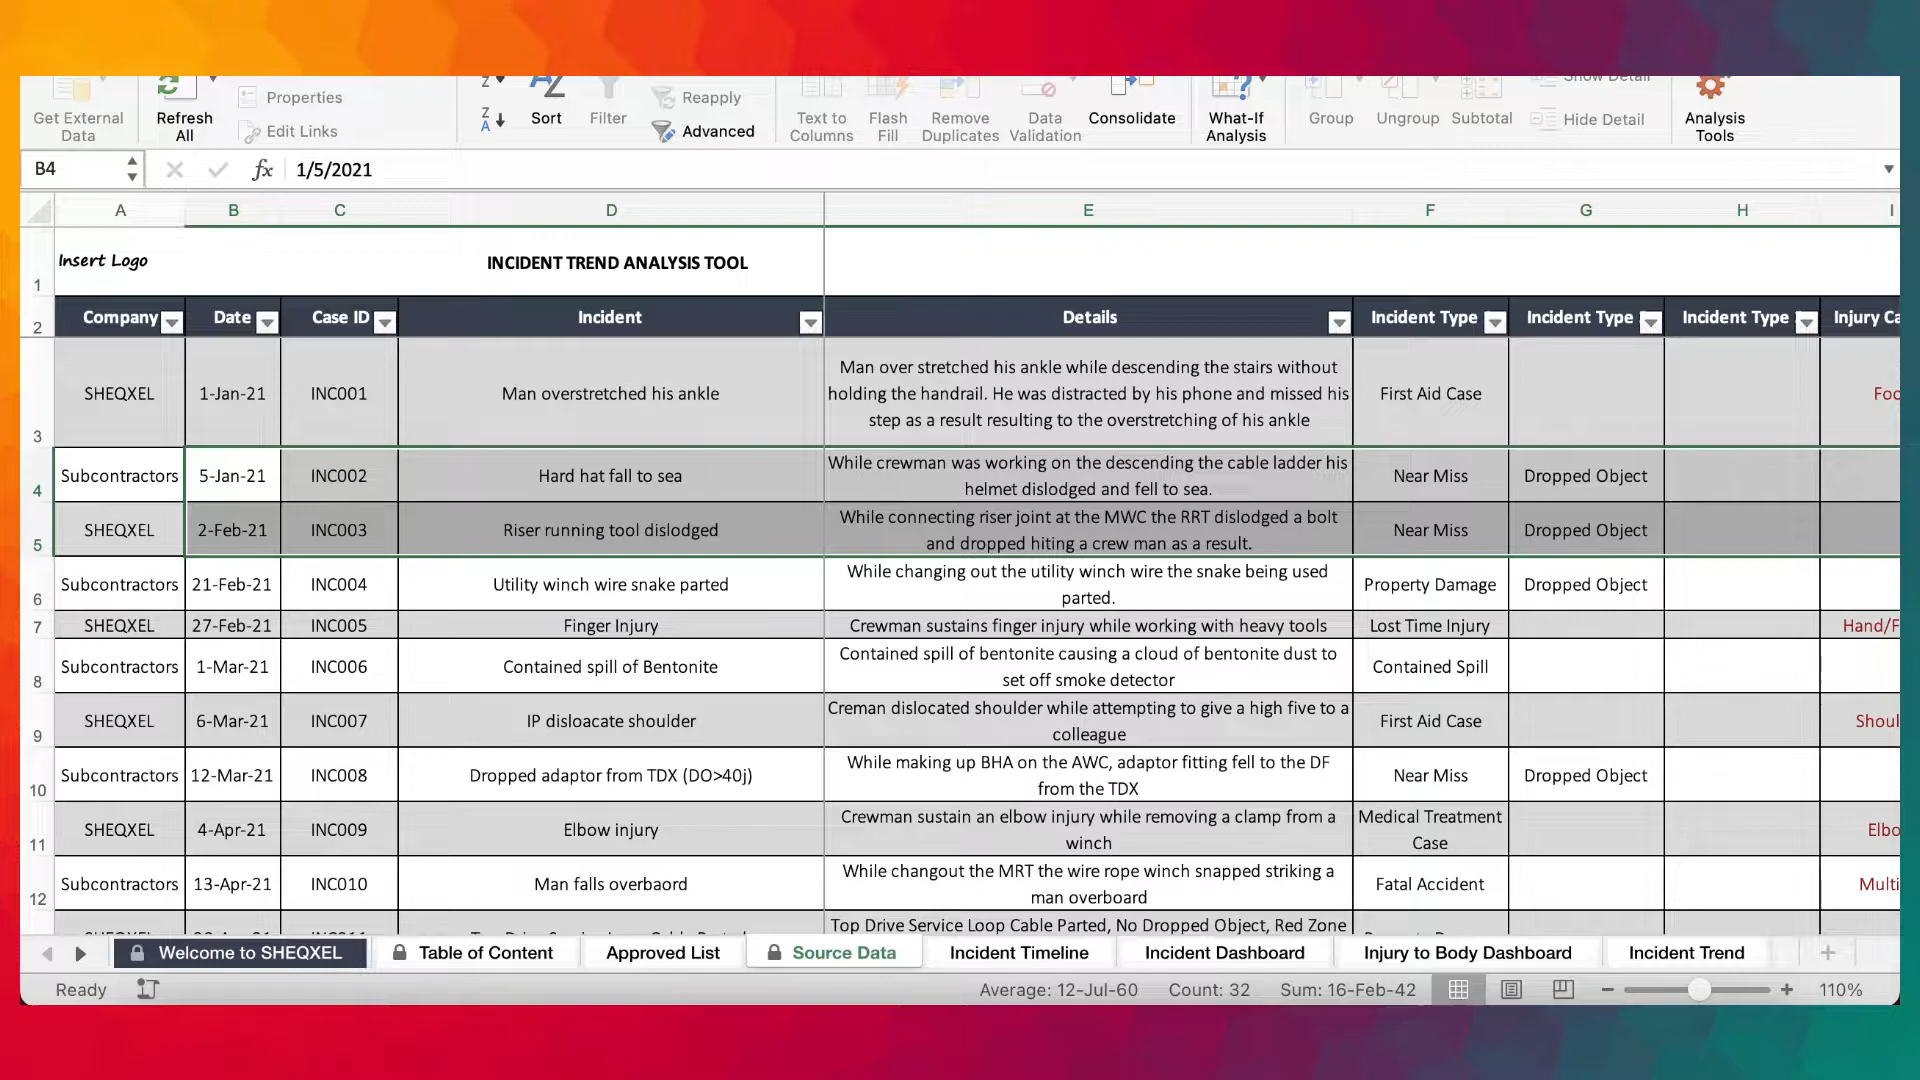 Show Detail
Properties
Get External Data
Refresh All
Edit Links
Z
A
Sort
Filter
Reapply
Advanced
Text to Columns
Flash Fill
Remove Duplicates
Data Validation
Consolidate
What-If Analysis
Group
Ungroup
Subtotal
Hide Detail
Analysis Tools
B4 fx 1/5/2021
A B C D E F G H I
1 Insert Logo INCIDENT TREND ANALYSIS TOOL
2 Company Date Case ID Incident Details Incident Type Incident Type Incident Type Injury Ca
3 SHEQXEL 1-Jan-21 INC001 Man overstretched his ankle
Man over stretched his ankle while descending the stairs without
holding the handrail. He was distracted by his phone and missed his
step as a result resulting to the overstretching of his ankle
First Aid Case Foo
4 Subcontractors 5-Jan-21 INC002 Hard hat fall to sea
While crewman was working on the descending the cable ladder his
helmet dislodged and fell to sea.
Near Miss Dropped Object
5 SHEQXEL 2-Feb-21 INC003 Riser running tool dislodged
While connecting riser joint at the MWC the RRT dislodged a bolt
and dropped hiting a crew man as a result.
Near Miss Dropped Object
6 Subcontractors 21-Feb-21 INC004 Utility winch wire snake parted
While changing out the utility winch wire the snake being used
parted.
Property Damage Dropped Object
7 SHEQXEL 27-Feb-21 INC005 Finger Injury Crewman sustains finger injury while working with heavy tools Lost Time Injury Hand/F
8 Subcontractors 1-Mar-21 INC006 Contained spill of Bentonite
Contained spill of bentonite causing a cloud of bentonite dust to
set off smoke detector
Contained Spill
9 SHEQXEL 6-Mar-21 INC007 IP disloacate shoulder
Creman dislocated shoulder while attempting to give a high five to a
colleague
First Aid Case Shoul
10 Subcontractors 12-Mar-21 INC008 Dropped adaptor from TDX (DO>40j)
While making up BHA on the AWC, adaptor fitting fell to the DF
from the TDX
Near Miss Dropped Object
11 SHEQXEL 4-Apr-21 INC009 Elbow injury
Crewman sustain an elbow injury while removing a clamp from a
winch
Medical Treatment
Case
Elbo
12 Subcontractors 13-Apr-21 INC010 Man falls overbaord
While changout the MRT the wire rope winch snapped striking a
man overboard
Fatal Accident Multi
Top Drive Service Loop Cable Parted, No Dropped Object, Red Zone
Welcome to SHEQXEL Table of Content Approved List Source Data Incident Timeline Incident Dashboard Injury to Body Dashboard Incident Trend +
Ready Average: 12-Jul-60 Count: 32 Sum: 16-Feb-42 − + 110%